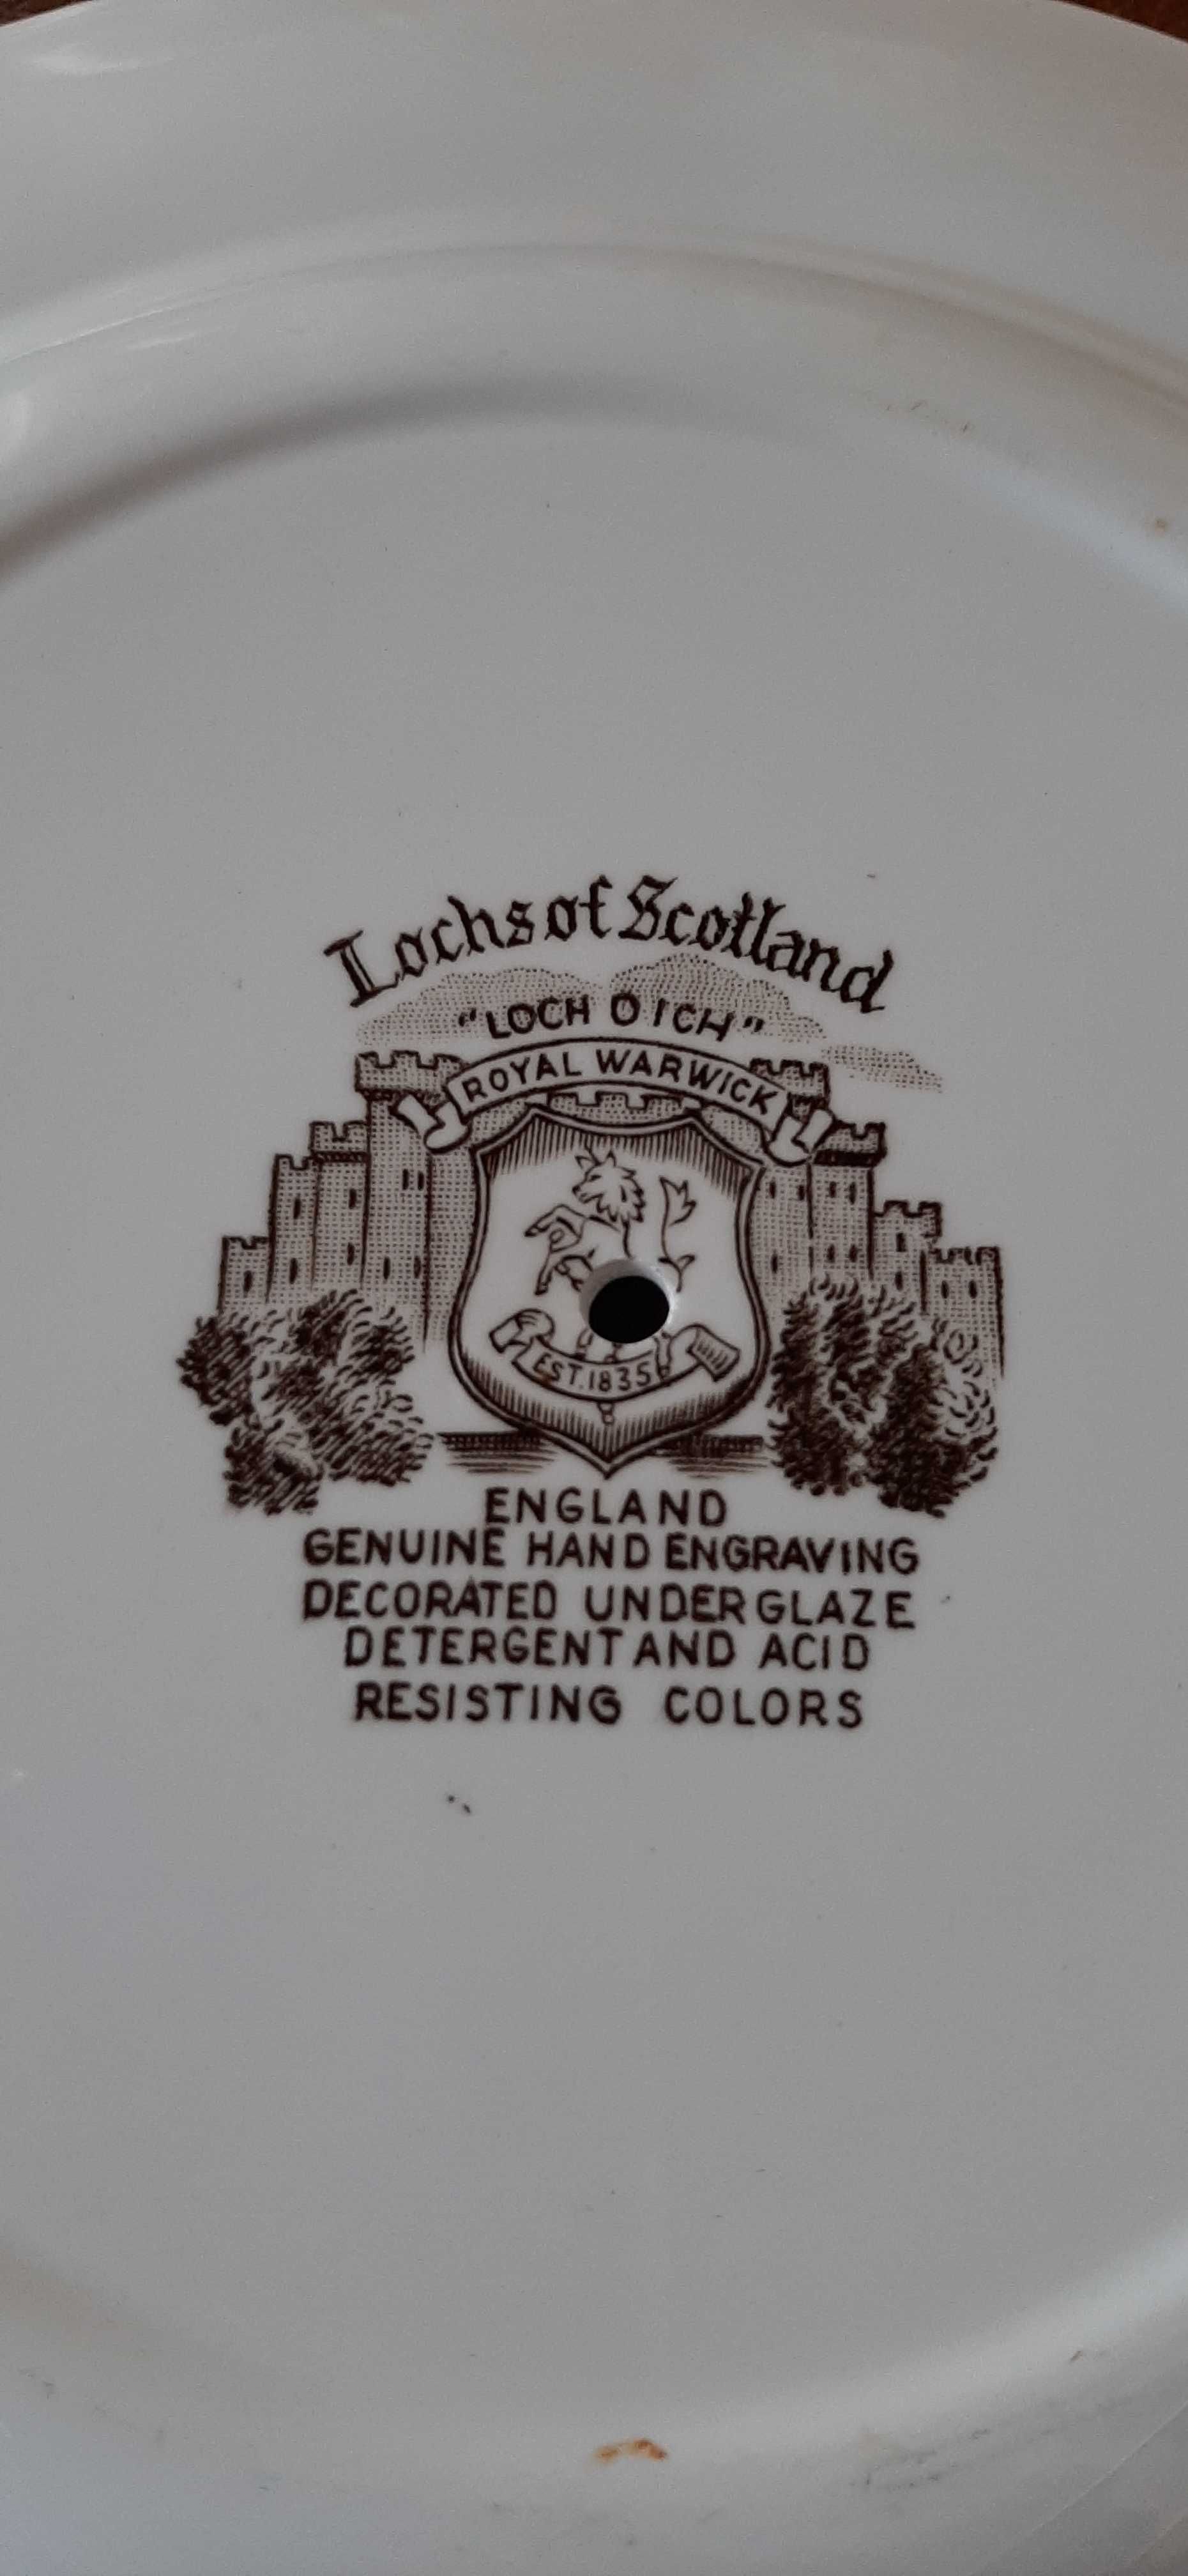 Lochs of Scotland
"LOCH OICH"
ROYAL WARWICK
EST. 1835
ENGLAND
GENUINE HAND ENGRAVING
DECORATED UNDERGLAZE
DETERGENT AND ACID
RESISTING COLORS